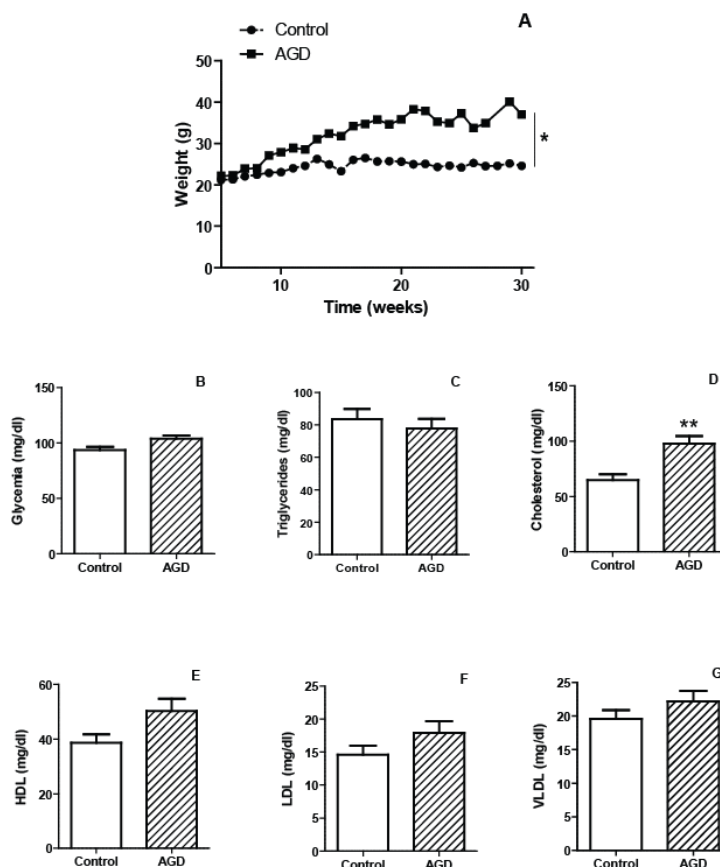 A
Control
AGD
50
40
30
20
10
0
Weight (g)
*
10 20 30
Time (weeks)
B
150
100
50
0
Glycemia (mg/dl)
Control AGD
C
100
80
60
40
20
0
Triglycerides (mg/dl)
Control AGD
D
150
100
50
0
Cholesterol (mg/dl)
**
Control AGD
E
60
40
20
0
HDL (mg/dl)
Control AGD
F
25
20
15
10
5
0
LDL (mg/dl)
Control AGD
G
25
20
15
10
5
0
VLDL (mg/dl)
Control AGD